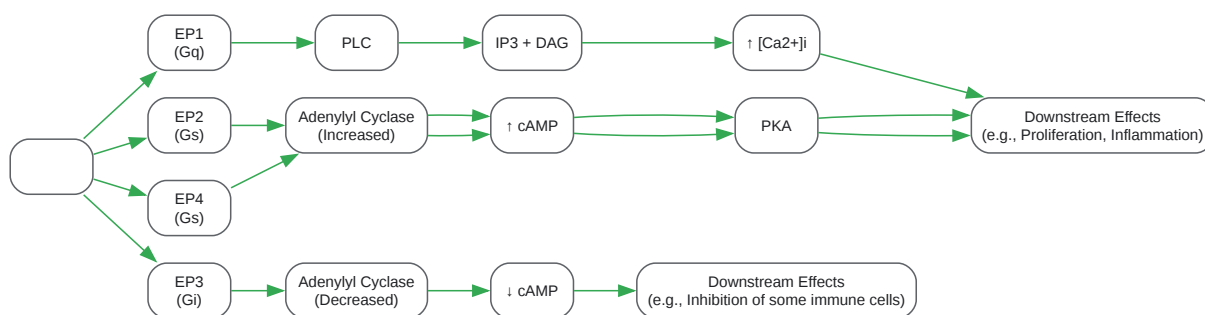 EP1
(Gq)
PLC
IP3 + DAG
↑ [Ca2+]i
EP2
(Gs)
Adenylyl Cyclase
(Increased)
↑ cAMP
PKA
Downstream Effects
(e.g., Proliferation, Inflammation)
EP4
(Gs)
EP3
(Gi)
Adenylyl Cyclase
(Decreased)
↓ cAMP
Downstream Effects
(e.g., Inhibition of some immune cells)